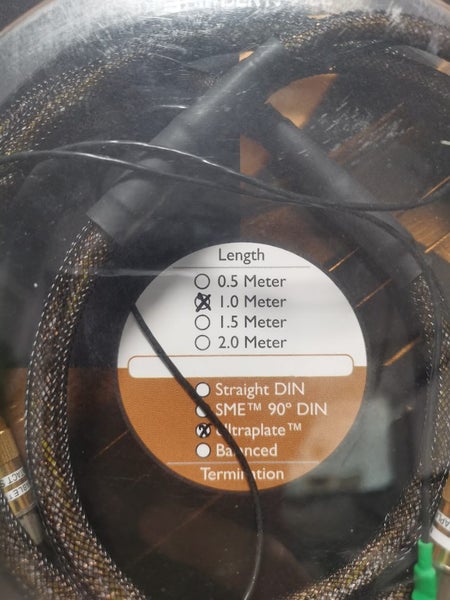 Length
0.5 Meter
1.0 Meter
1.5 Meter
2.0 Meter
Straight DIN
SME™ 90º DIN
Ultraplate™
Balanced
Termination